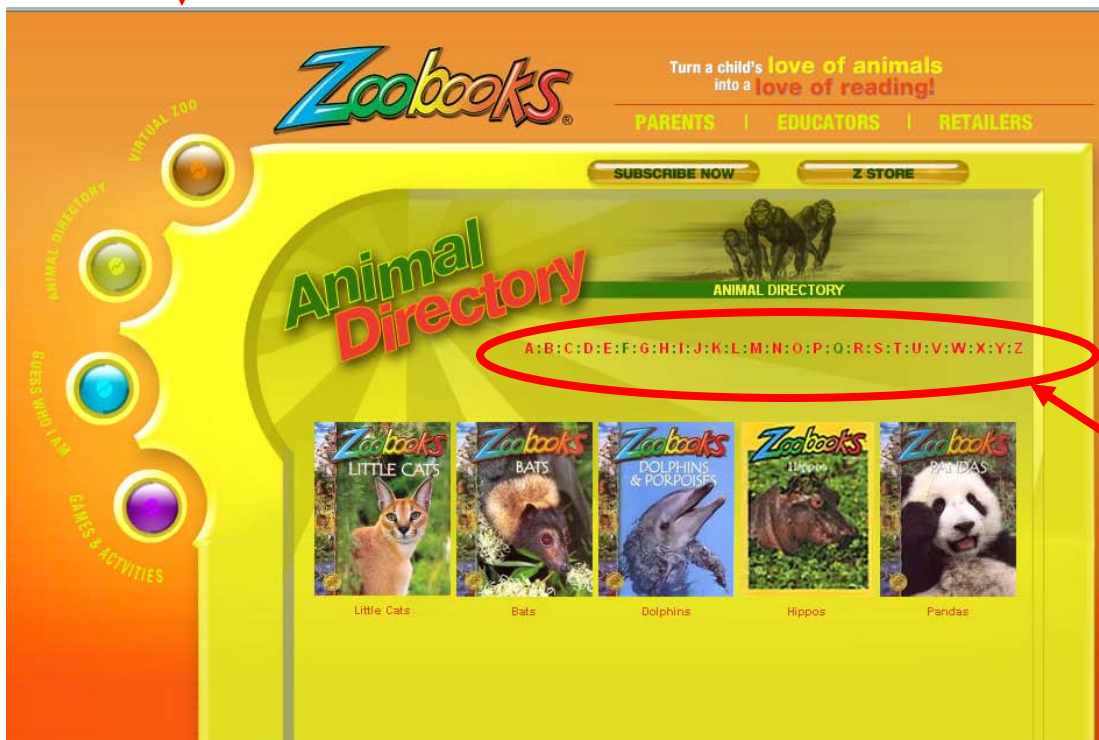 Zoobooks®
Turn a child's love of animals
into a love of reading!
PARENTS | EDUCATORS | RETAILERS
SUBSCRIBE NOW
Z STORE
VIRTUAL ZOO
ANIMAL DIRECTORY
GUESS WHO I AM
GAMES & ACTVITIES
Animal
Directory
ANIMAL DIRECTORY
A:B:C:D:E:F:G:H:I:J:K:L:M:N:O:P:Q:R:S:T:U:V:W:X:Y:Z
Zoobooks
LITTLE CATS
Little Cats
Zoobooks
BATS
Bats
Zoobooks
DOLPHINS
& PORPOISES
Dolphins
Zoobooks
Hippos
Hippos
Zoobooks
PANDAS
Pandas